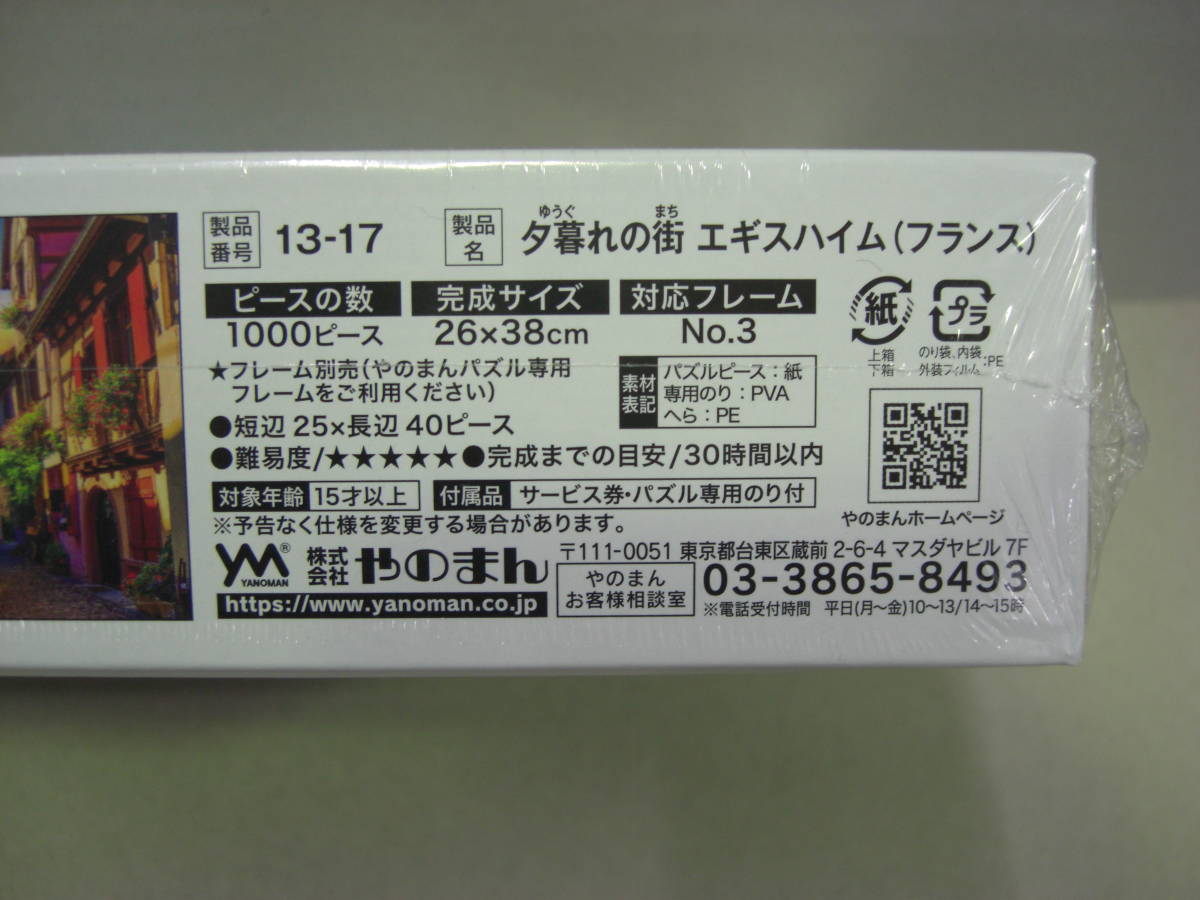 製品番号 13-17 製品名 夕暮れの街 エギスハイム(フランス)
ゆうぐ まち
ピースの数 完成サイズ 対応フレーム
1000ピース 26×38cm No.3
★フレーム別売(やのまんパズル専用
フレームをご利用ください)
素材表記
パズルピース:紙
専用のり:PVA
へら:PE
紙
上箱
下箱
プラ
のり袋、内袋、
外装フィルム :PE
●短辺 25×長辺 40ピース
●難易度/★★★★★●完成までの目安/30時間以内
対象年齢 15才以上 付属品 サービス券・パズル専用のり付
※予告なく仕様を変更する場合があります。
やのまんホームページ
YM® YANOMAN 株式会社 やのまん
https://www.yanoman.co.jp
〒111-0051 東京都台東区蔵前 2-6-4 マスダヤビル 7F
やのまん
お客様相談室
03-3865-8493
※電話受付時間 平日(月〜金)10〜13/14〜15時